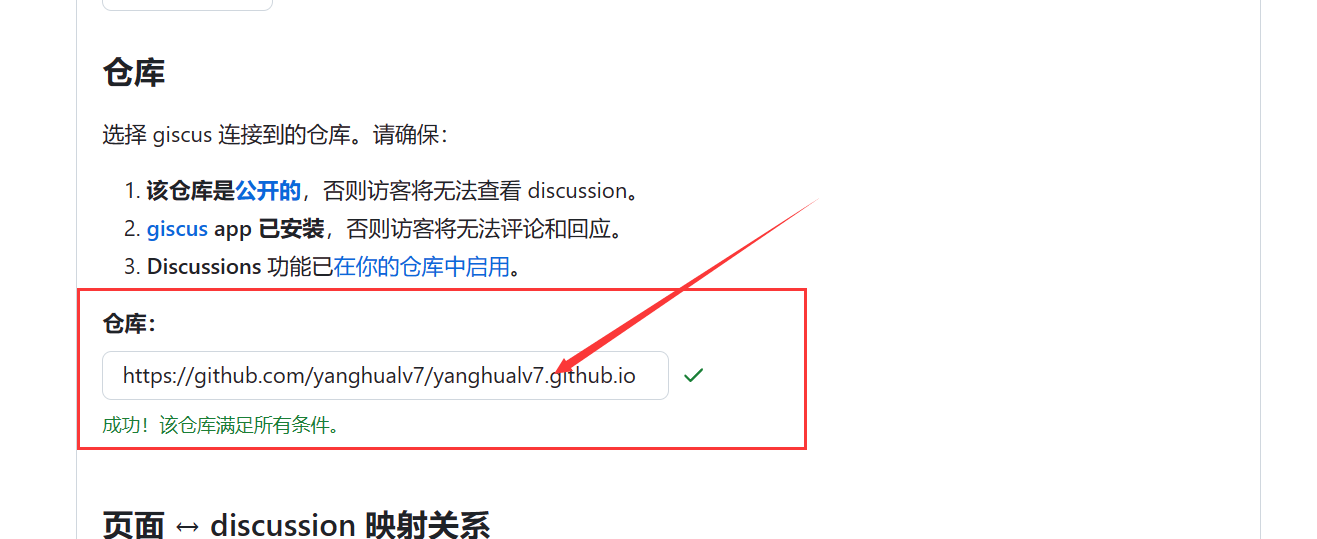 仓库
选择 giscus 连接到的仓库。请确保：
1. 该仓库是公开的，否则访客将无法查看 discussion。
2. giscus app 已安装，否则访客将无法评论和回应。
3. Discussions 功能已在你的仓库中启用。
仓库：
https://github.com/yanghualv7/yanghualv7.github.io
成功！该仓库满足所有条件。
页面 ↔ discussion 映射关系